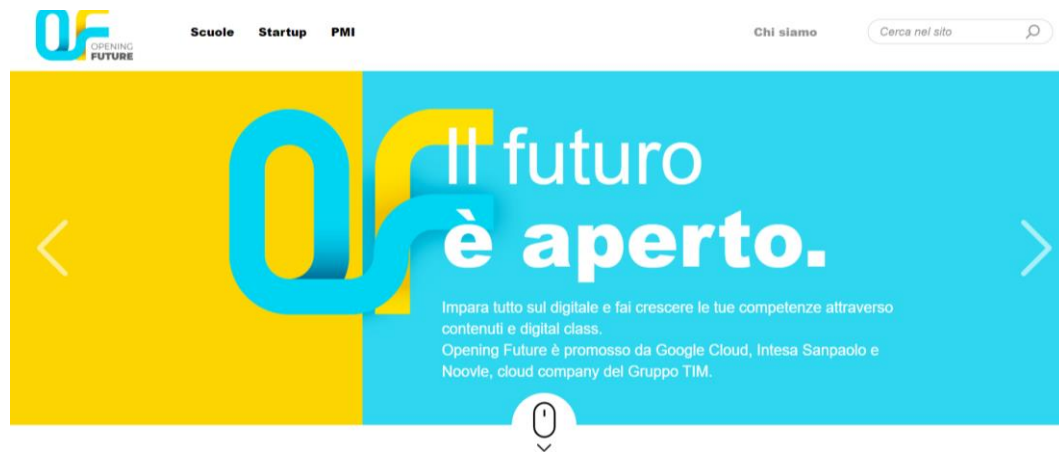 OPENING
FUTURE
Scuole Startup PMI
Chi siamo
Cerca nel sito
Il futuro
è aperto.
Impara tutto sul digitale e fai crescere le tue competenze attraverso
contenuti e digital class.
Opening Future è promosso da Google Cloud, Intesa Sanpaolo e
Noovle, cloud company del Gruppo TIM.